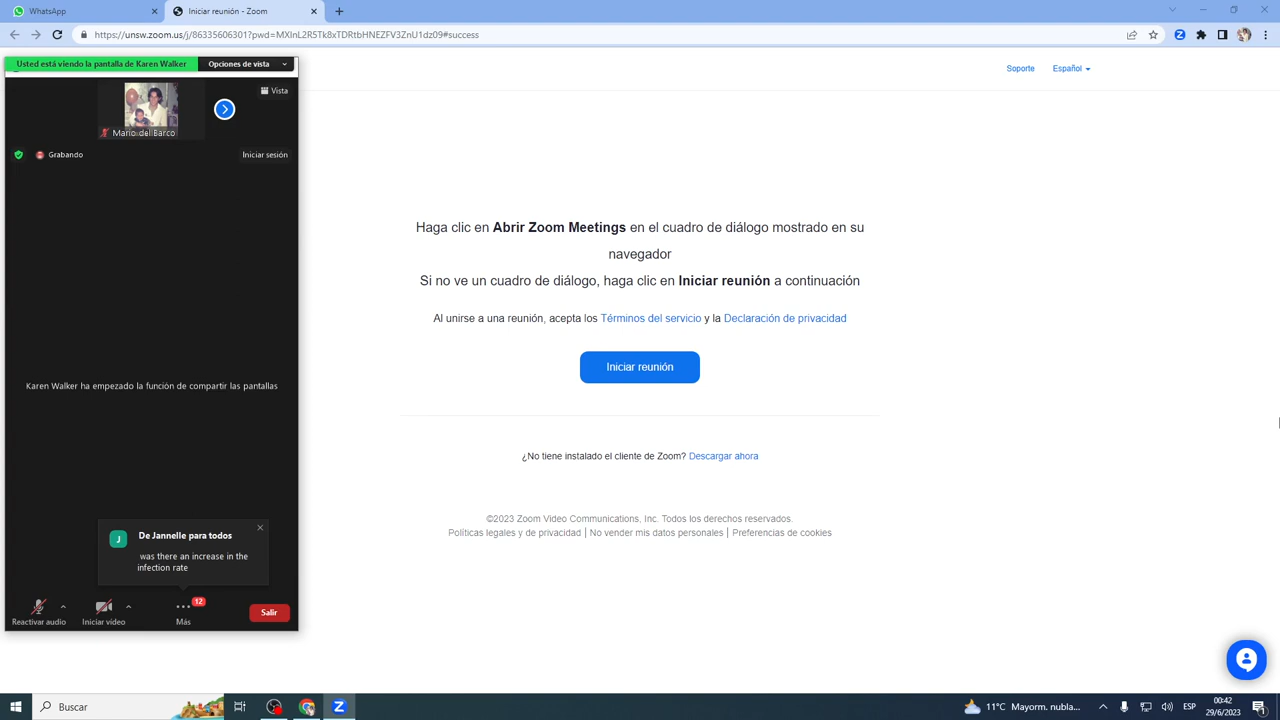 WhatsApp
Iniciar reunión - Zoom
https://unsw.zoom.us/j/86335606301?pwd=MXlnL2R5Tk8xTDRtbHNEZFV3ZnU1dz09#success
Usted está viendo la pantalla de Karen Walker
Opciones de vista
Soporte
Español
Vista
Mario del Barco
Grabando
Iniciar sesión
Haga clic en Abrir Zoom Meetings en el cuadro de diálogo mostrado en su
navegador
Si no ve un cuadro de diálogo, haga clic en Iniciar reunión a continuación
Al unirse a una reunión, acepta los Términos del servicio y la Declaración de privacidad
Iniciar reunión
Karen Walker ha empezado la función de compartir las pantallas
¿No tiene instalado el cliente de Zoom? Descargar ahora
©2023 Zoom Video Communications, Inc. Todos los derechos reservados.
Políticas legales y de privacidad | No vender mis datos personales | Preferencias de cookies
J
De Jannelle para todos
was there an increase in the
infection rate
12
Reactivar audio
Iniciar video
Más
Salir
Buscar
11°C Mayorm. nubla...
ESP
00:42
29/6/2023